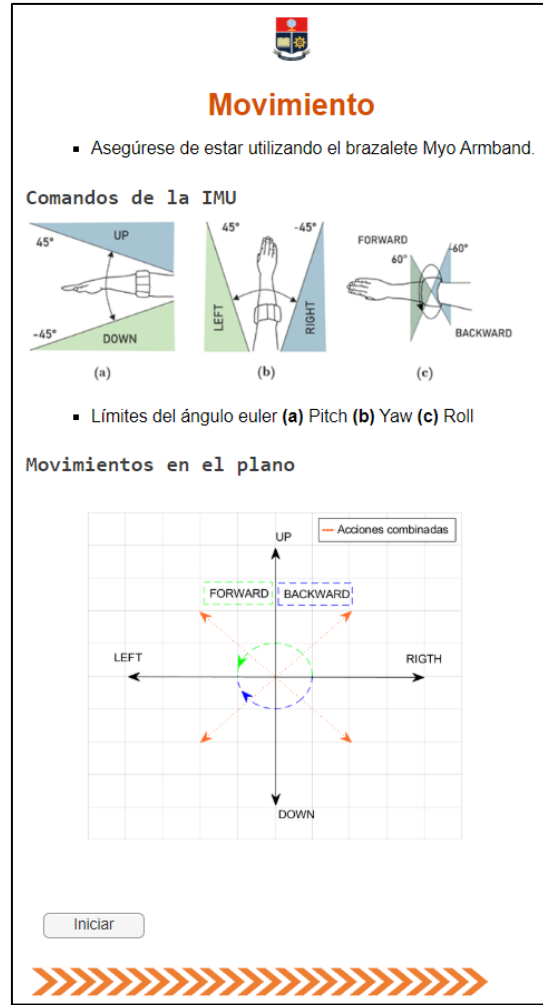 Movimiento
▪ Asegúrese de estar utilizando el brazalete Myo Armband.
Comandos de la IMU
45° UP
-45° DOWN
(a)
45° -45°
LEFT RIGHT
(b)
FORWARD
60° -60°
BACKWARD
(c)
▪ Límites del ángulo euler (a) Pitch (b) Yaw (c) Roll
Movimientos en el plano
Acciones combinadas
UP
FORWARD BACKWARD
LEFT RIGTH
DOWN
Iniciar